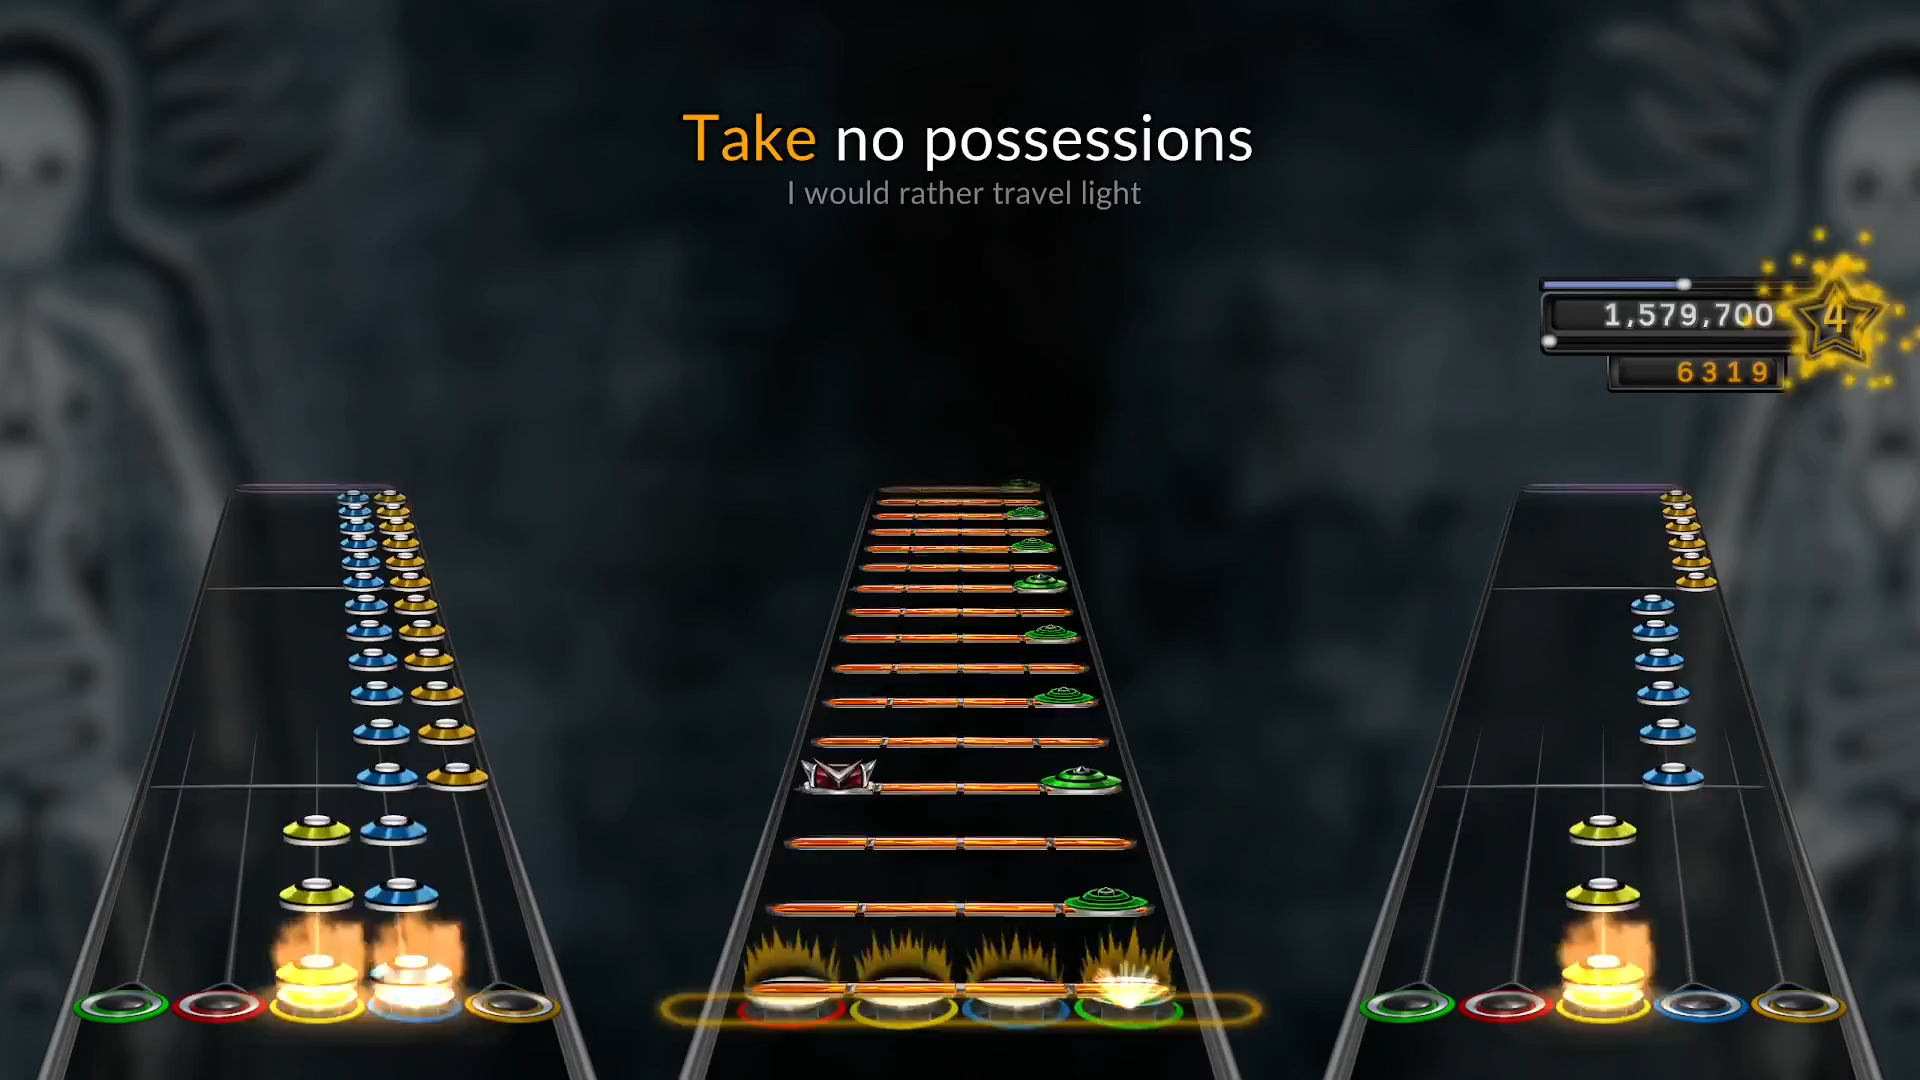 Take no possessions
I would rather travel light
1,579,700
4
6319